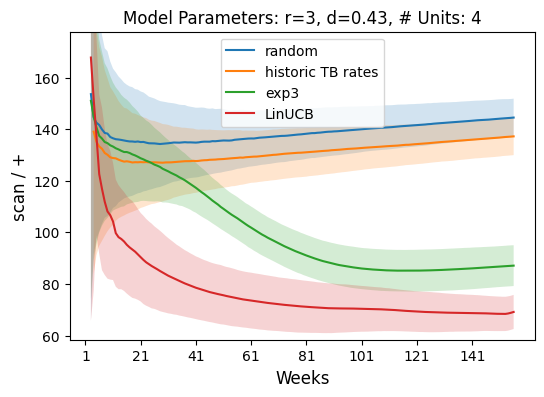 Model Parameters: r=3, d=0.43, # Units: 4
random
historic TB rates
exp3
LinUCB
scan / +
160
140
120
100
80
60
1 21 41 61 81 101 121 141
Weeks